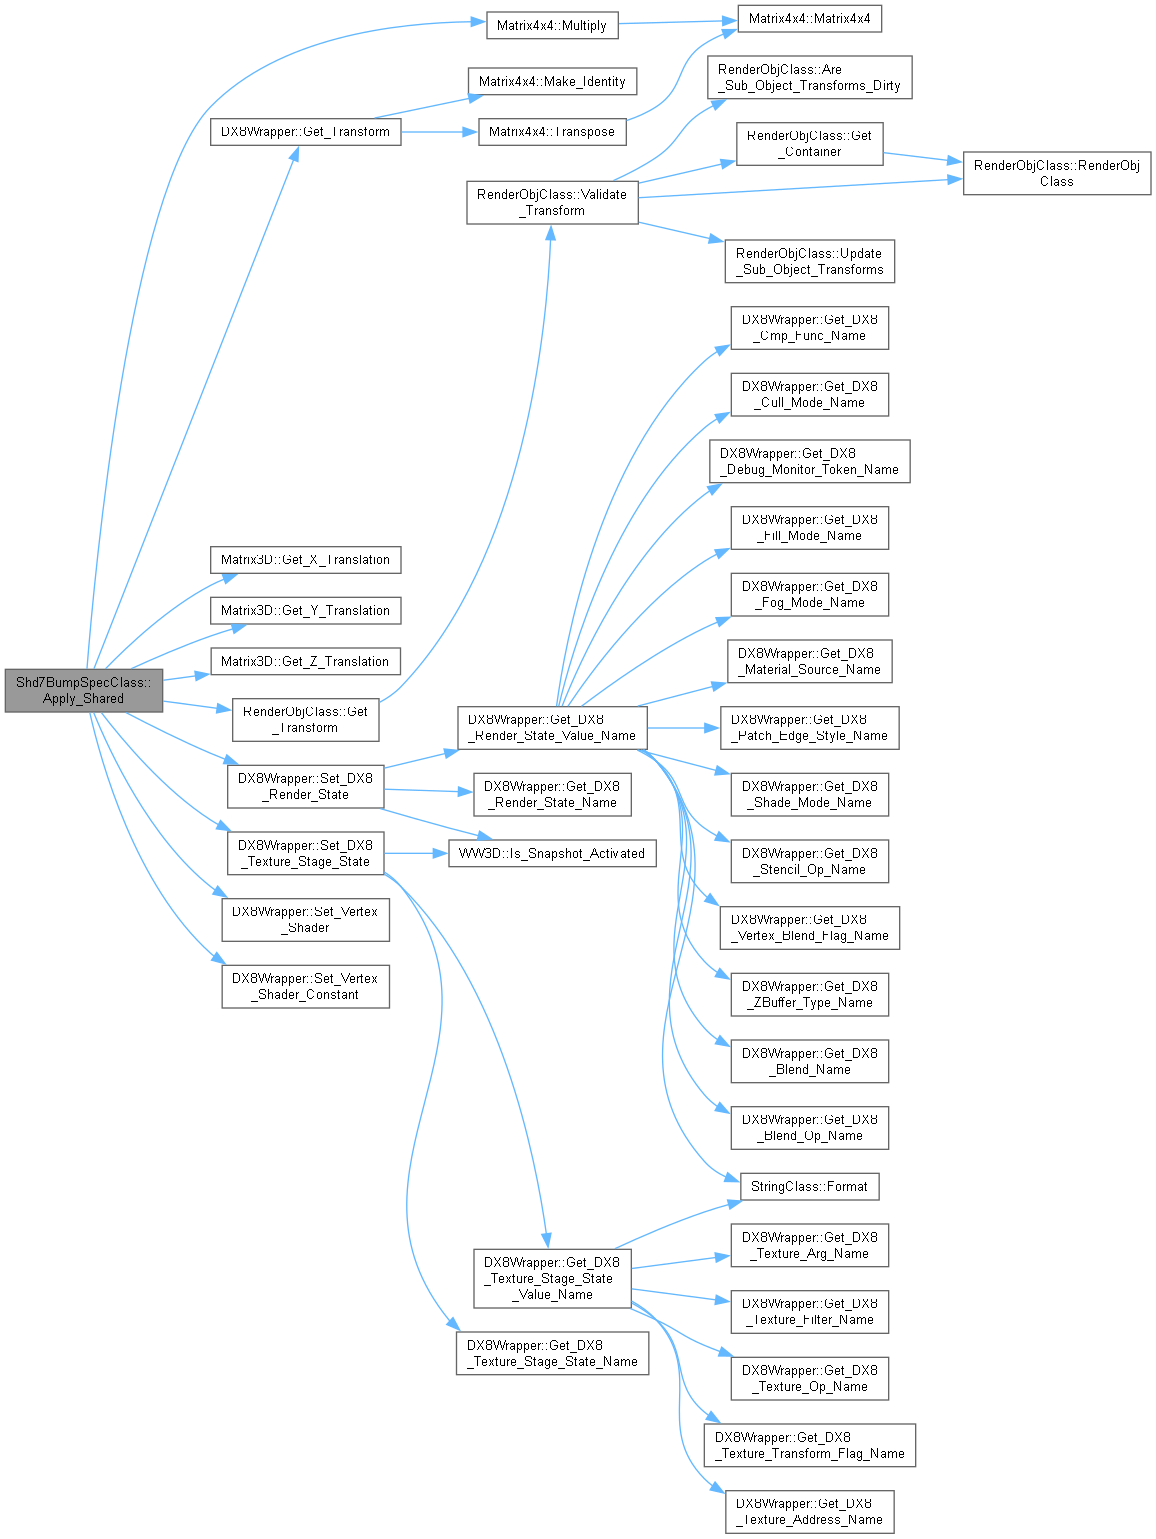 Matrix4x4::Multiply
Matrix4x4::Matrix4x4
Matrix4x4::Make_Identity
RenderObjClass::Are
_Sub_Object_Transforms_Dirty
DX8Wrapper::Get_Transform
Matrix4x4::Transpose
RenderObjClass::Get
_Container
RenderObjClass::RenderObj
Class
RenderObjClass::Validate
_Transform
RenderObjClass::Update
_Sub_Object_Transforms
DX8Wrapper::Get_DX8
_Cmp_Func_Name
DX8Wrapper::Get_DX8
_Cull_Mode_Name
DX8Wrapper::Get_DX8
_Debug_Monitor_Token_Name
DX8Wrapper::Get_DX8
_Fill_Mode_Name
Matrix3D::Get_X_Translation
DX8Wrapper::Get_DX8
_Fog_Mode_Name
Matrix3D::Get_Y_Translation
Matrix3D::Get_Z_Translation
DX8Wrapper::Get_DX8
_Material_Source_Name
Shd7BumpSpecClass::
Apply_Shared
RenderObjClass::Get
_Transform
DX8Wrapper::Get_DX8
_Render_State_Value_Name
DX8Wrapper::Get_DX8
_Patch_Edge_Style_Name
DX8Wrapper::Set_DX8
_Render_State
DX8Wrapper::Get_DX8
_Render_State_Name
DX8Wrapper::Get_DX8
_Shade_Mode_Name
DX8Wrapper::Set_DX8
_Texture_Stage_State
WW3D::Is_Snapshot_Activated
DX8Wrapper::Get_DX8
_Stencil_Op_Name
DX8Wrapper::Set_Vertex
_Shader
DX8Wrapper::Get_DX8
_Vertex_Blend_Flag_Name
DX8Wrapper::Set_Vertex
_Shader_Constant
DX8Wrapper::Get_DX8
_ZBuffer_Type_Name
DX8Wrapper::Get_DX8
_Blend_Name
DX8Wrapper::Get_DX8
_Blend_Op_Name
StringClass::Format
DX8Wrapper::Get_DX8
_Texture_Arg_Name
DX8Wrapper::Get_DX8
_Texture_Stage_State
_Value_Name
DX8Wrapper::Get_DX8
_Texture_Filter_Name
DX8Wrapper::Get_DX8
_Texture_Stage_State_Name
DX8Wrapper::Get_DX8
_Texture_Op_Name
DX8Wrapper::Get_DX8
_Texture_Transform_Flag_Name
DX8Wrapper::Get_DX8
_Texture_Address_Name